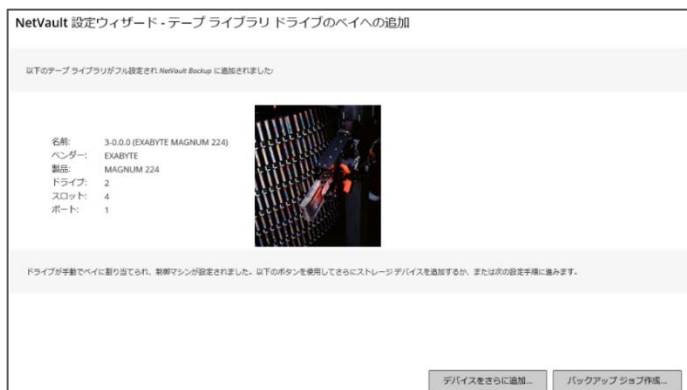 NetVault 設定ウィザード - テープ ライブラリ ドライブのベイへの追加
以下のテープ ライブラリがフル設定され NetVault Backup に追加されました:
名前: 3-0.0.0 (EXABYTE MAGNUM 224)
ベンダー: EXABYTE
製品: MAGNUM 224
ドライブ: 2
スロット: 4
ポート: 1
ドライブが手動でベイに割り当てられ、制御マシンが設定されました。以下のボタンを使用してさらにストレージ デバイスを追加するか、または次の設定手順に進みます。
デバイスをさらに追加... バックアップ ジョブ作成...